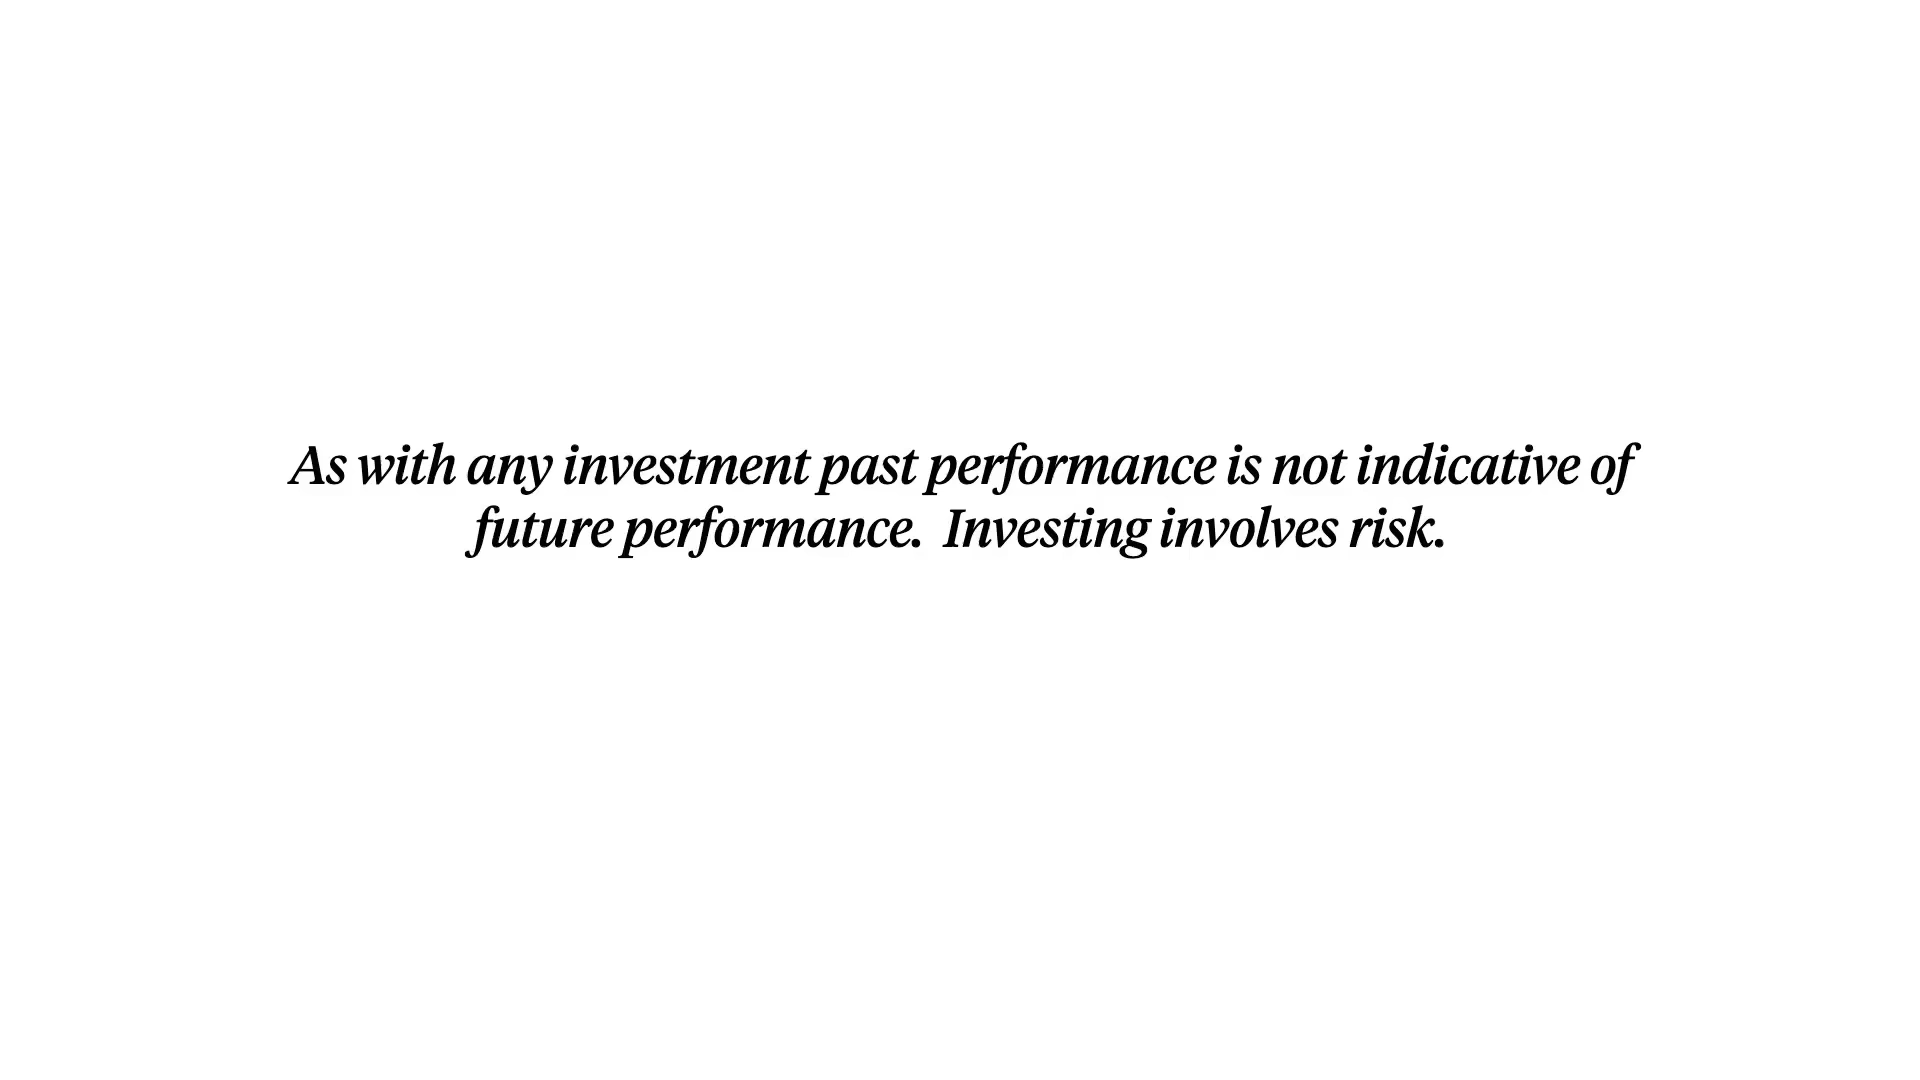 As with any investment past performance is not indicative of
future performance.  Investing involves risk.